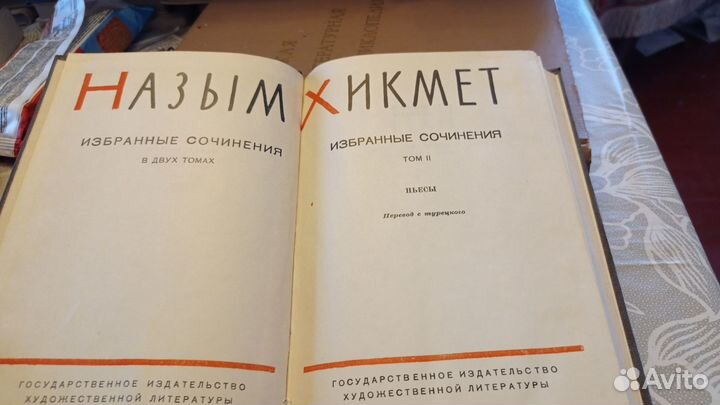 НАЗЫМ
ИЗБРАННЫЕ СОЧИНЕНИЯ
В ДВУХ ТОМАХ
ГОСУДАРСТВЕННОЕ ИЗДАТЕЛЬСТВО
ХУДОЖЕСТВЕННОЙ ЛИТЕРАТУРЫ
ХИКМЕТ
ИЗБРАННЫЕ СОЧИНЕНИЯ
ТОМ II
ПЬЕСЫ
Перевод с турецкого
ГОСУДАРСТВЕННОЕ ИЗДАТЕЛЬСТВО
ХУДОЖЕСТВЕННОЙ ЛИТЕРАТУРЫ
Avito